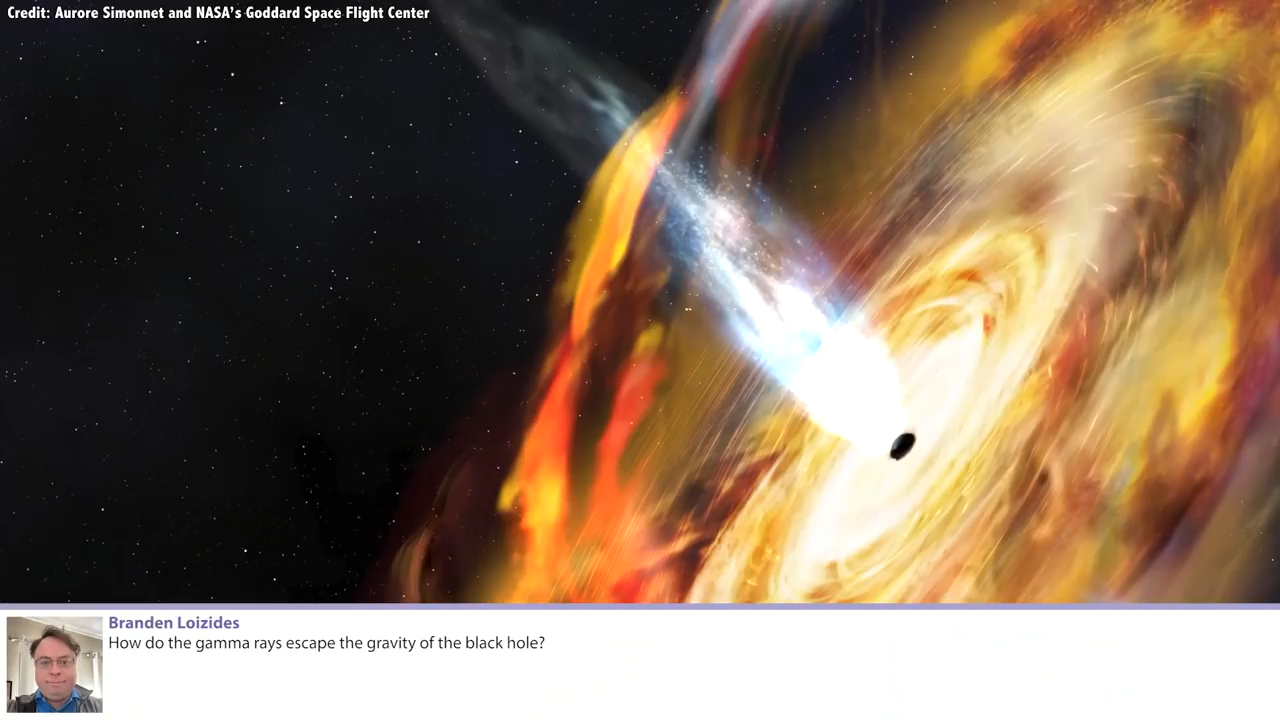 Credit: Aurore Simonnet and NASA's Goddard Space Flight Center
Branden Loizides
How do the gamma rays escape the gravity of the black hole?